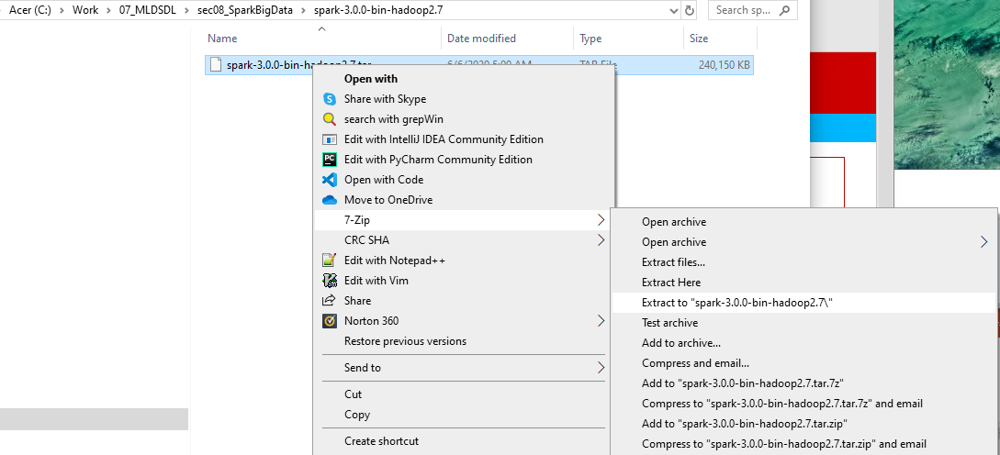 Acer (C:) > Work > 07_MLDSDL > sec08_SparkBigData > spark-3.0.0-bin-hadoop2.7
Search sp...
Name Date modified Type Size
spark-3.0.0-bin-hadoop2.7.tar 6/6/2020 5:00 AM TAR File 240,150 KB
Open with
Share with Skype
search with grepWin
Edit with IntelliJ IDEA Community Edition
Edit with PyCharm Community Edition
Open with Code
Move to OneDrive
7-Zip
CRC SHA
Edit with Notepad++
Edit with Vim
Share
Norton 360
Restore previous versions
Send to
Cut
Copy
Create shortcut
Open archive
Open archive
Extract files...
Extract Here
Extract to "spark-3.0.0-bin-hadoop2.7\"
Test archive
Add to archive...
Compress and email...
Add to "spark-3.0.0-bin-hadoop2.7.tar.7z"
Compress to "spark-3.0.0-bin-hadoop2.7.tar.7z" and email
Add to "spark-3.0.0-bin-hadoop2.7.tar.zip"
Compress to "spark-3.0.0-bin-hadoop2.7.tar.zip" and email